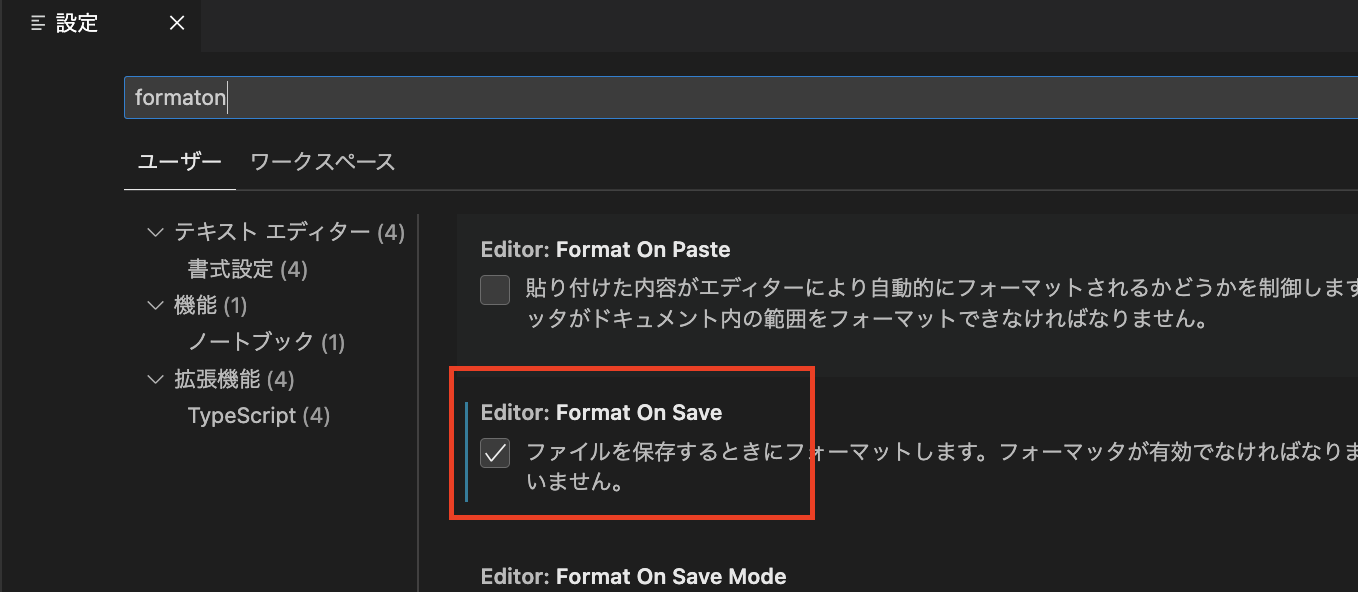 設定
formaton
ユーザー ワークスペース
テキスト エディター (4)
書式設定 (4)
機能 (1)
ノートブック (1)
拡張機能 (4)
TypeScript (4)
Editor: Format On Paste
貼り付けた内容がエディターにより自動的にフォーマットされるかどうかを制御します
ッタがドキュメント内の範囲をフォーマットできなければなりません。
Editor: Format On Save
ファイルを保存するときにフォーマットします。フォーマッタが有効でなければなりま
いません。
Editor: Format On Save Mode